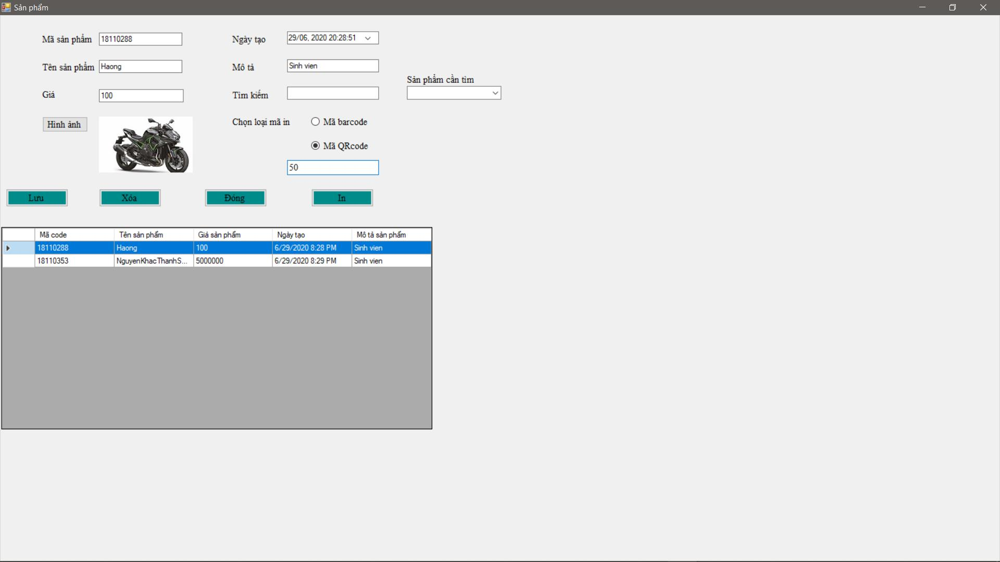 Sản phẩm
Mã sản phẩm 18110288 Ngày tạo 29/06, 2020 20:28:51
Tên sản phẩm Haong Mô tả Sinh vien
Sản phẩm cần tìm
Giá 100 Tìm kiếm
Hình ảnh Chọn loại mã in Mã barcode
Mã QRcode
50
Lưu Xóa Đóng In
Mã code Tên sản phẩm Giá sản phẩm Ngày tạo Mô tả sản phẩm
18110288 Haong 100 6/29/2020 8:28 PM Sinh vien
18110353 NguyenKhacThanhS... 5000000 6/29/2020 8:29 PM Sinh vien